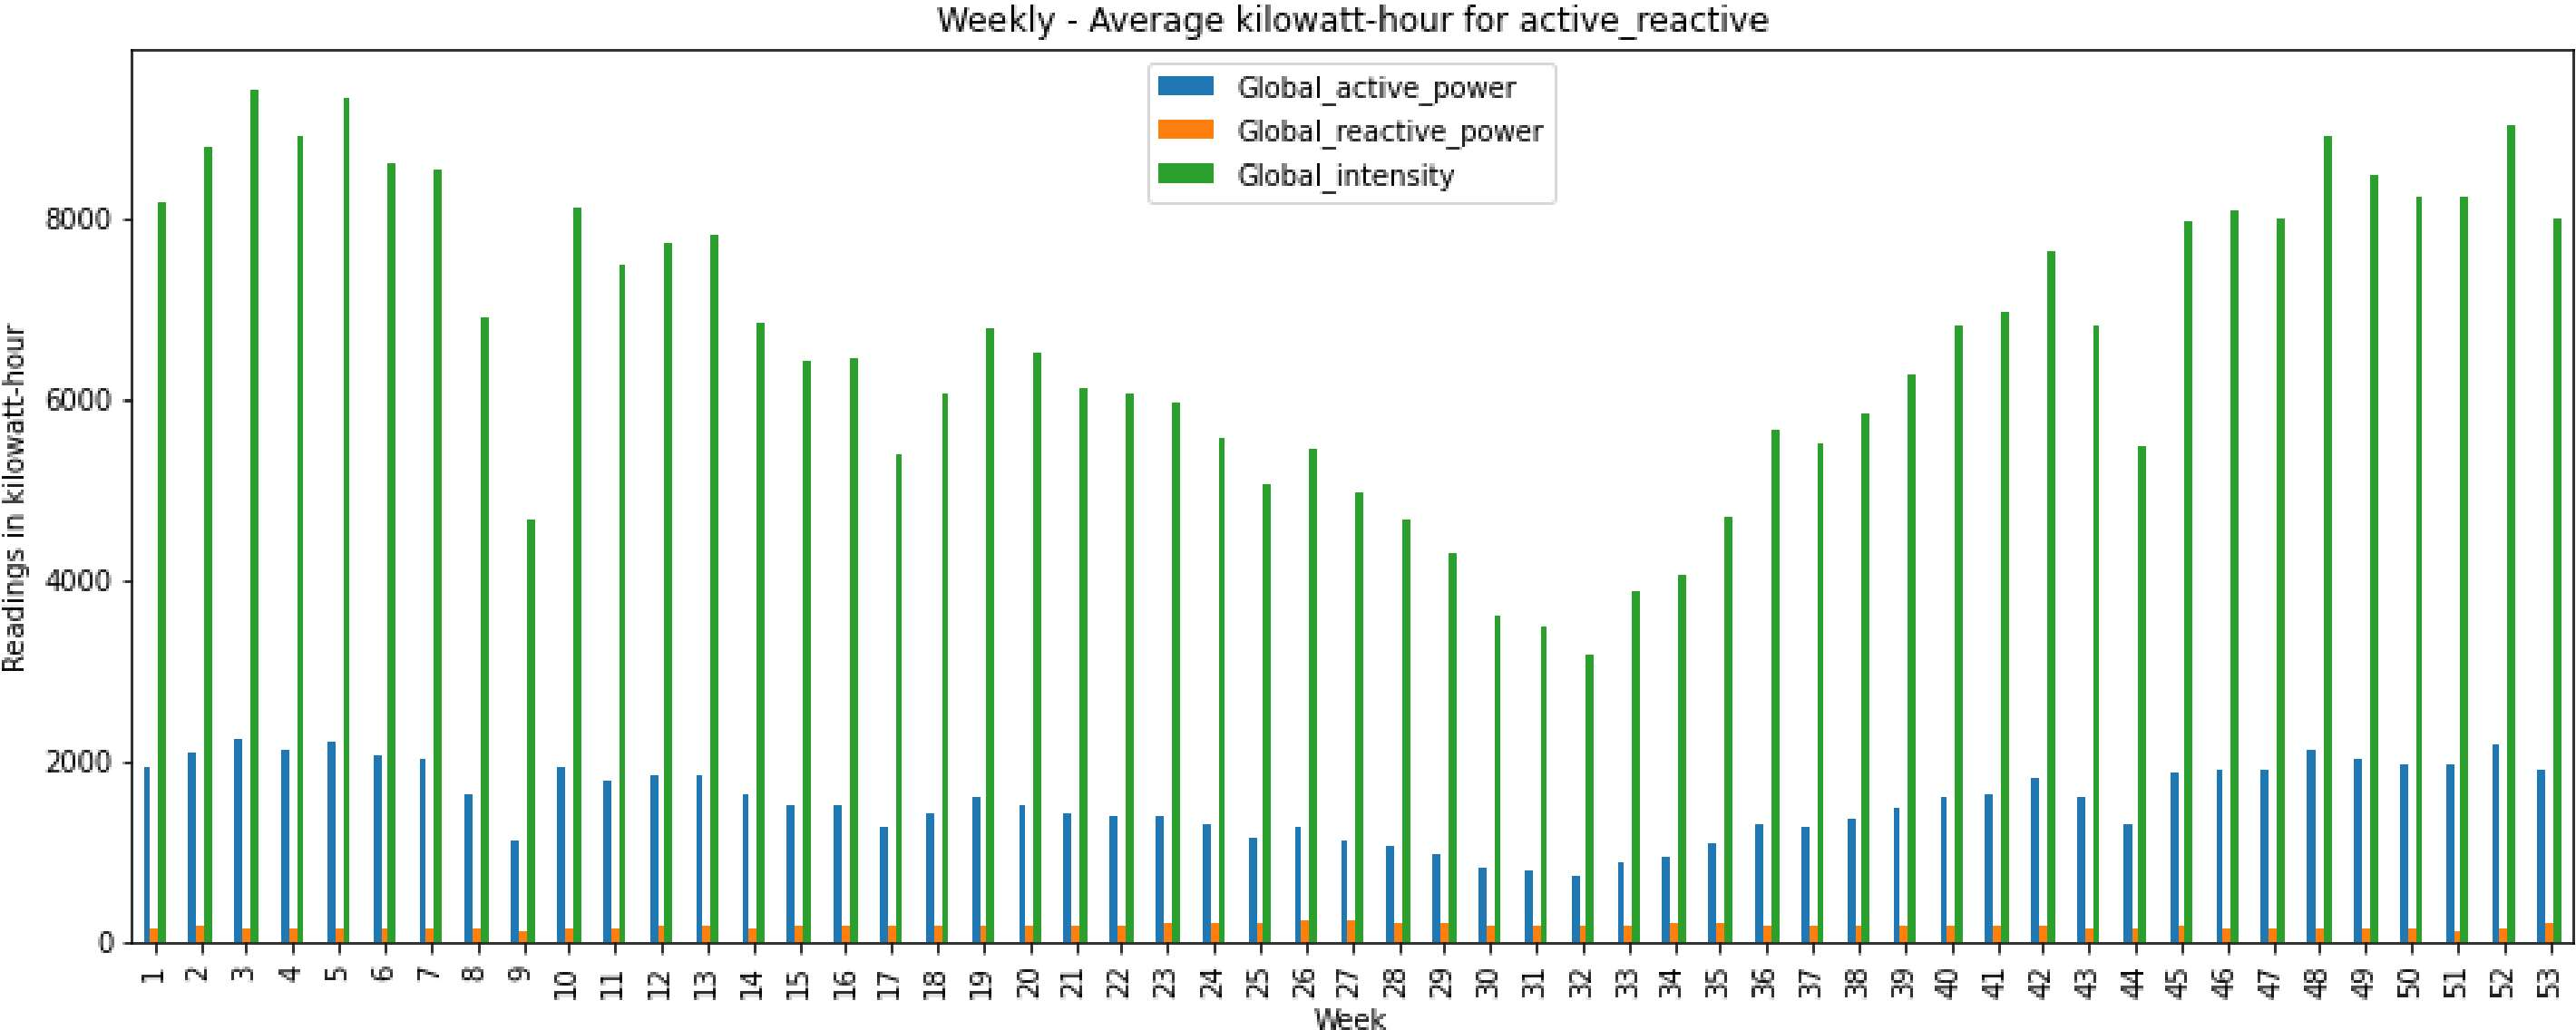 Weekly - Average kilowatt-hour for active_reactive
Global_active_power
Global_reactive_power
Global_intensity
Readings in kilowatt-hour
8000
6000
4000
2000
0
1 2 3 4 5 6 7 8 9 10 11 12 13 14 15 16 17 18 19 20 21 22 23 24 25 26 27 28 29 30 31 32 33 34 35 36 37 38 39 40 41 42 43 44 45 46 47 48 49 50 51 52 53
Week